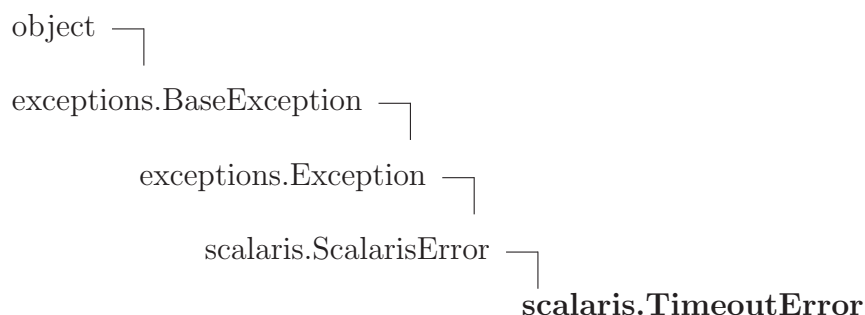 object
exceptions.BaseException
exceptions.Exception
scalaris.ScalarisError
scalaris.TimeoutError